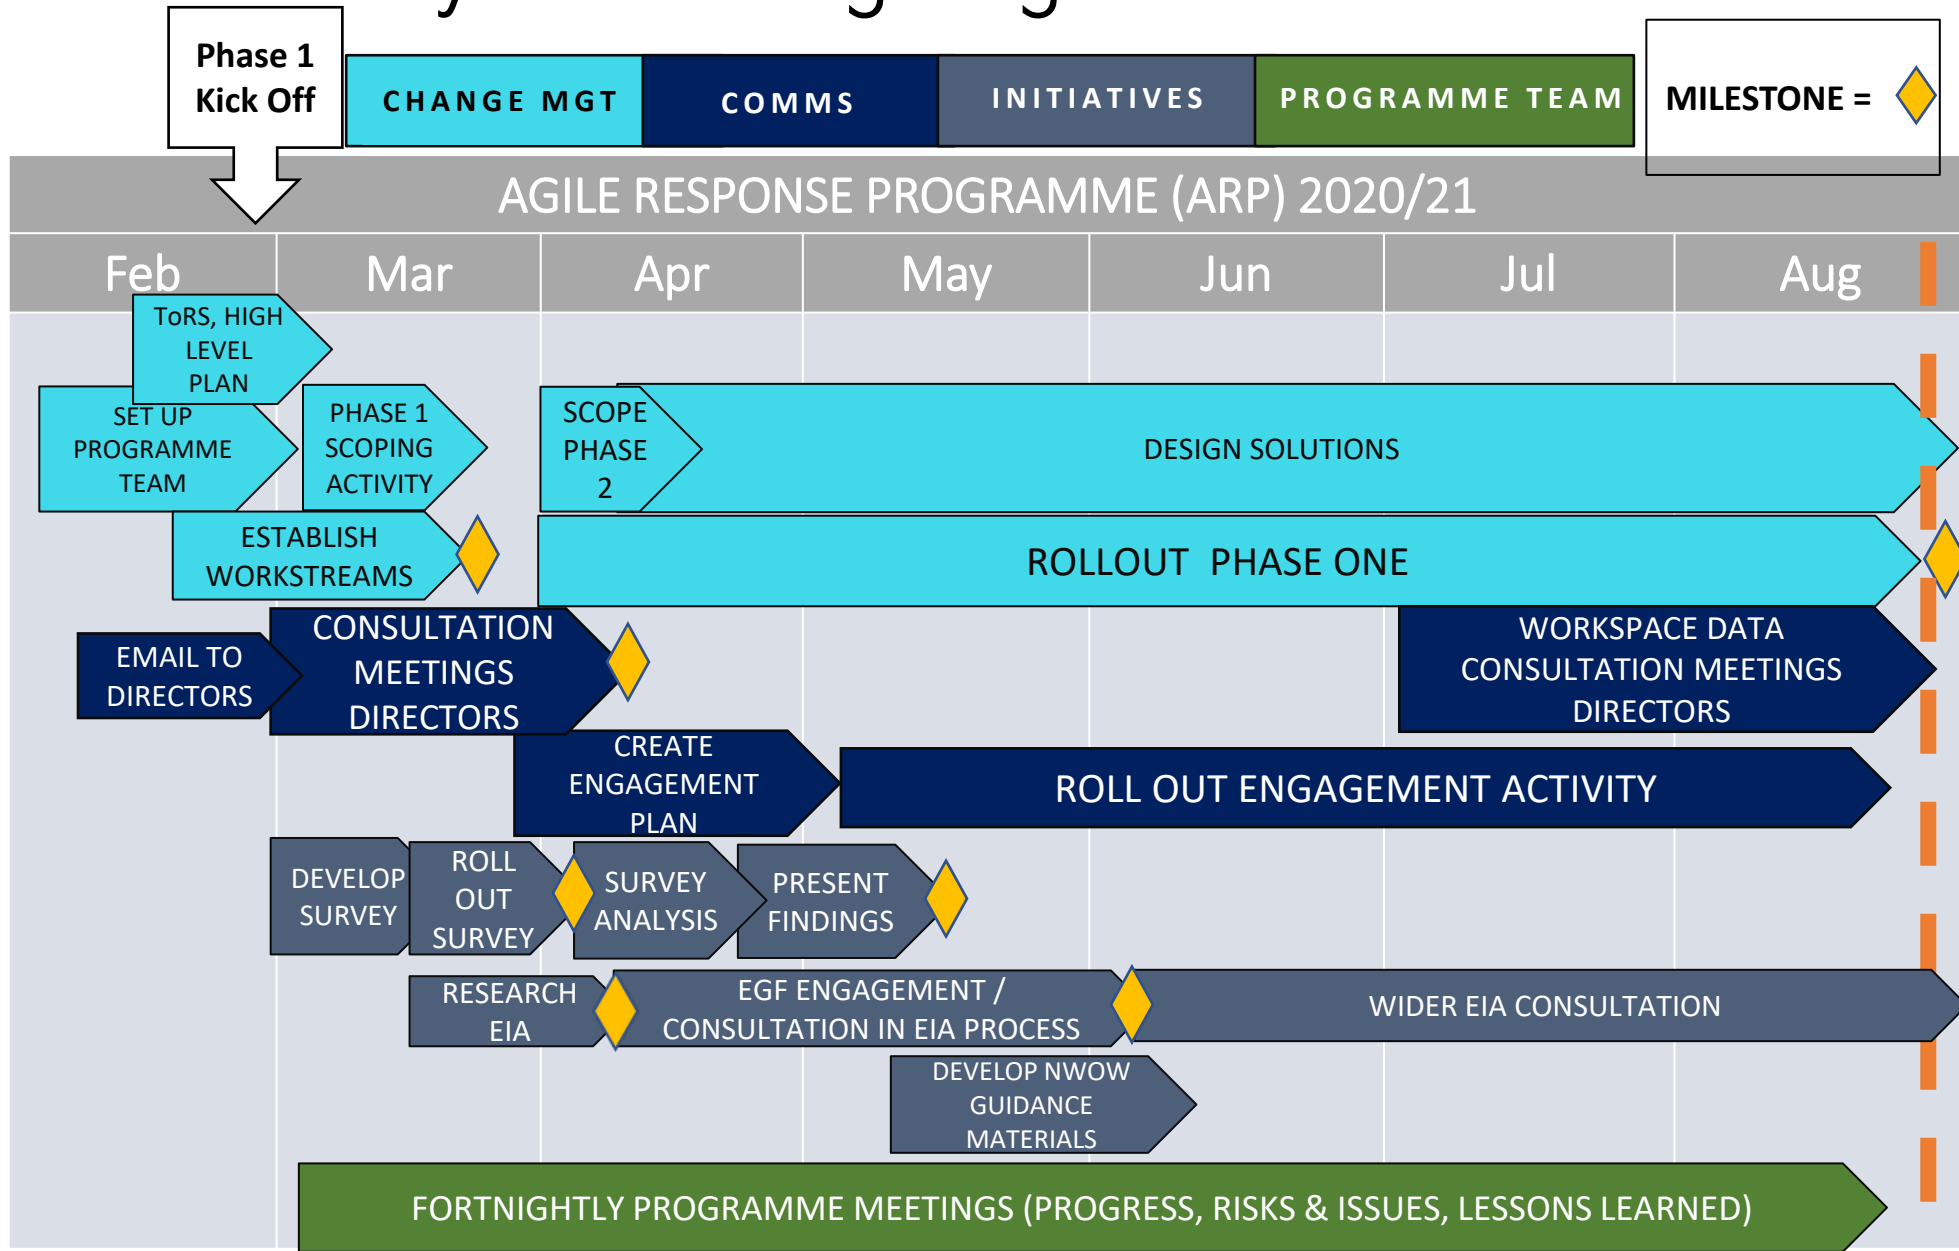 Phase 1
Kick Off
CHANGE MGT
COMMS
INITIATIVES
PROGRAMME TEAM
MILESTONE =
AGILE RESPONSE PROGRAMME (ARP) 2020/21
Feb
Mar
Apr
May
Jun
Jul
Aug
ToRS, HIGH
LEVEL
PLAN
SET UP
PROGRAMME
TEAM
PHASE 1
SCOPING
ACTIVITY
SCOPE
PHASE
2
DESIGN SOLUTIONS
ESTABLISH
WORKSTREAMS
ROLLOUT PHASE ONE
EMAIL TO
DIRECTORS
CONSULTATION
MEETINGS
DIRECTORS
WORKSPACE DATA
CONSULTATION MEETINGS
DIRECTORS
CREATE
ENGAGEMENT
PLAN
ROLL OUT ENGAGEMENT ACTIVITY
DEVELOP
SURVEY
ROLL
OUT
SURVEY
SURVEY
ANALYSIS
PRESENT
FINDINGS
RESEARCH
EIA
EGF ENGAGEMENT /
CONSULTATION IN EIA PROCESS
WIDER EIA CONSULTATION
DEVELOP NWOW
GUIDANCE
MATERIALS
FORTNIGHTLY PROGRAMME MEETINGS (PROGRESS, RISKS & ISSUES, LESSONS LEARNED)